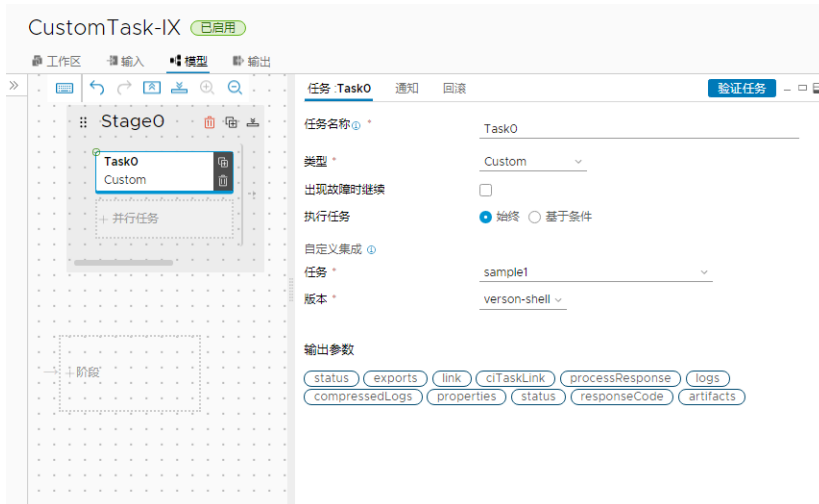 CustomTask-IX 已启用
工作区 输入 模型 输出
任务 :Task0 通知 回滚 验证任务
Stage0
任务名称 * Task0
Task0
Custom
类型 * Custom
出现故障时继续
+ 并行任务
执行任务 始终 基于条件
自定义集成
任务 * sample1
版本 * verson-shell
输出参数
+ 阶段
status exports link ciTaskLink processResponse logs
compressedLogs properties status responseCode artifacts